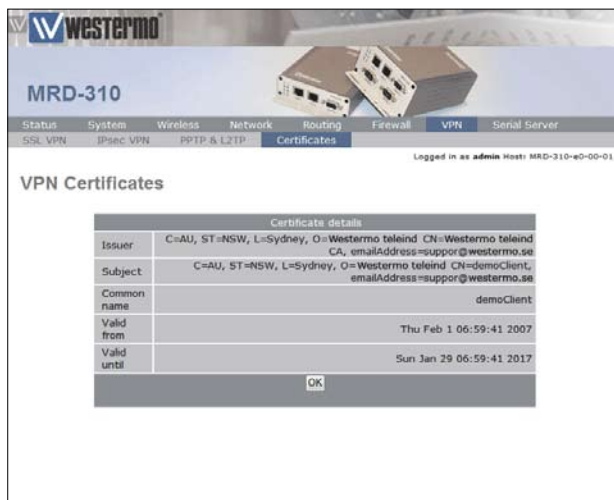 westermo
MRD-310
Status System Wireless Network Routing Firewall VPN Serial Server
SSL VPN IPsec VPN PPTP & L2TP Certificates
Logged in as admin Host: MRD-310-e0-00-01
VPN Certificates
Certificate details
Issuer C=AU, ST=NSW, L=Sydney, O=Westermo teleind CN=Westermo teleind
CA, emailAddress=suppor@westermo.se
Subject C=AU, ST=NSW, L=Sydney, O=Westermo teleind CN=demoClient,
emailAddress=suppor@westermo.se
Common
name demoClient
Valid
from Thu Feb 1 06:59:41 2007
Valid
until Sun Jan 29 06:59:41 2017
OK